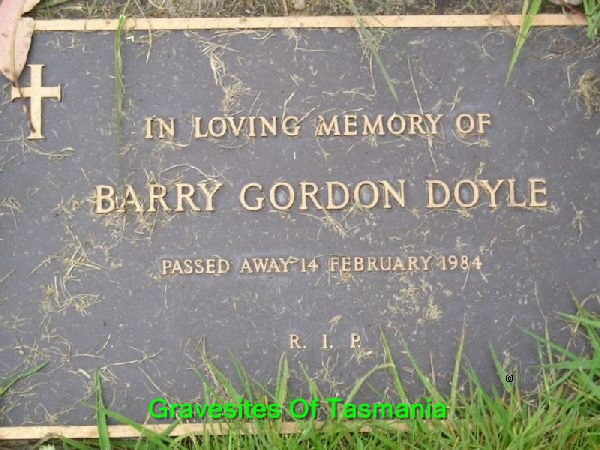 IN LOVING MEMORY OF
BARRY GORDON DOYLE
PASSED AWAY 14 FEBRUARY 1984
R. I. P.
Gravesites Of Tasmania